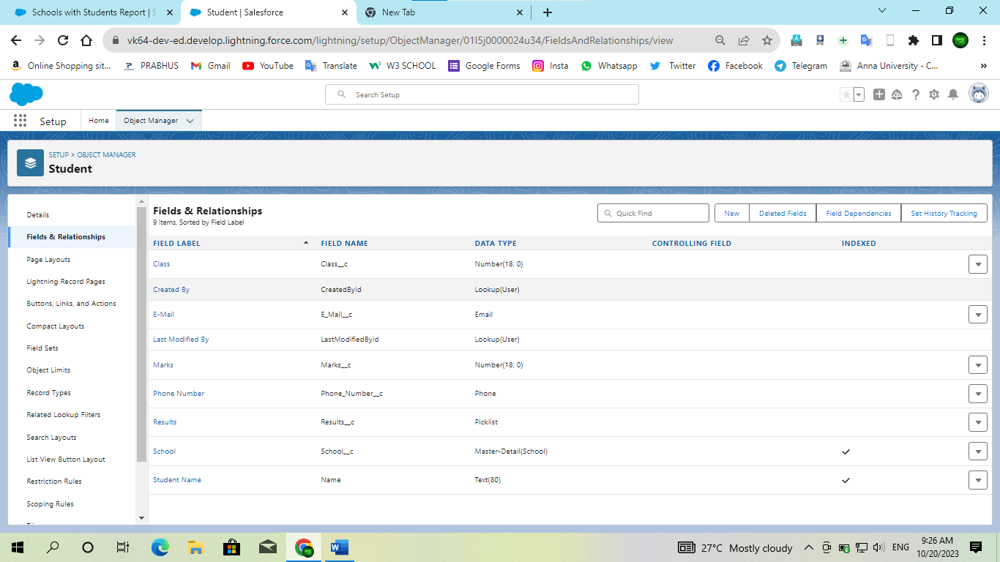 Schools with Students Report | S
Student | Salesforce
New Tab
vk64-dev-ed.develop.lightning.force.com/lightning/setup/ObjectManager/01I5j0000024u34/FieldsAndRelationships/view
Online Shopping sit... PRABHUS Gmail YouTube Translate W3 SCHOOL Google Forms Insta Whatsapp Twitter Facebook Telegram Anna University - C... »
Search Setup
Setup Home Object Manager
SETUP > OBJECT MANAGER
Student
Details
Fields & Relationships
Page Layouts
Lightning Record Pages
Buttons, Links, and Actions
Compact Layouts
Field Sets
Object Limits
Record Types
Related Lookup Filters
Search Layouts
List View Button Layout
Restriction Rules
Scoping Rules
Fields & Relationships
9 Items, Sorted by Field Label
Quick Find New Deleted Fields Field Dependencies Set History Tracking
FIELD LABEL FIELD NAME DATA TYPE CONTROLLING FIELD INDEXED
Class Class__c Number(18, 0)
Created By CreatedById Lookup(User)
E-Mail E_Mail__c Email
Last Modified By LastModifiedById Lookup(User)
Marks Marks__c Number(18, 0)
Phone Number Phone_Number__c Phone
Results Results__c Picklist
School School__c Master-Detail(School)
Student Name Name Text(80)
27°C Mostly cloudy ENG 9:26 AM
10/20/2023